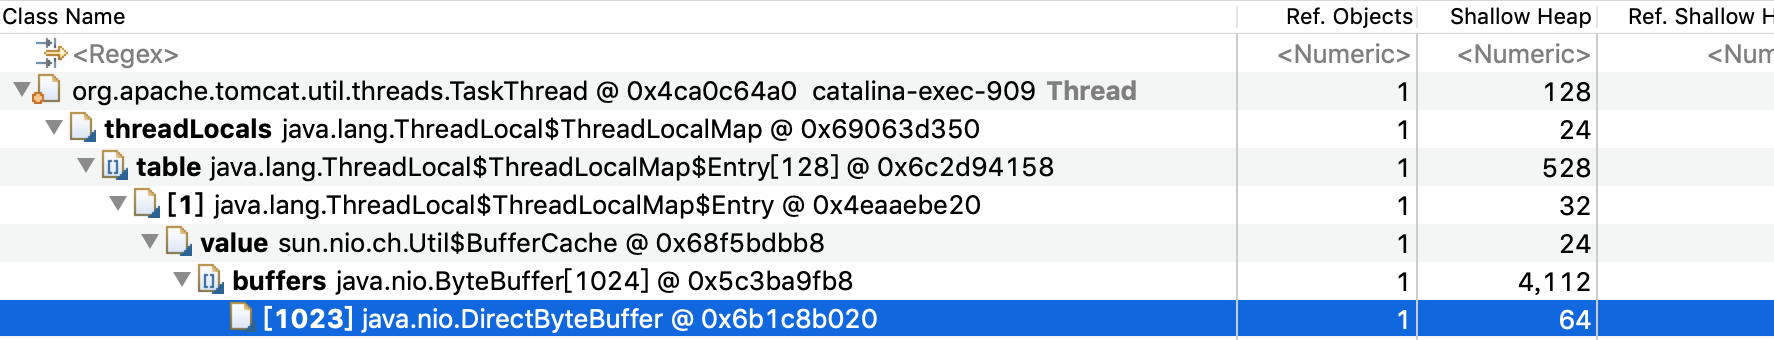 Class Name Ref. Objects Shallow Heap Ref. Shallow H
<Regex> <Numeric> <Numeric> <Num
org.apache.tomcat.util.threads.TaskThread @ 0x4ca0c64a0 catalina-exec-909 Thread 1 128
threadLocals java.lang.ThreadLocal$ThreadLocalMap @ 0x69063d350 1 24
table java.lang.ThreadLocal$ThreadLocalMap$Entry[128] @ 0x6c2d94158 1 528
[1] java.lang.ThreadLocal$ThreadLocalMap$Entry @ 0x4eaaebe20 1 32
value sun.nio.ch.Util$BufferCache @ 0x68f5bdbb8 1 24
buffers java.nio.ByteBuffer[1024] @ 0x5c3ba9fb8 1 4,112
[1023] java.nio.DirectByteBuffer @ 0x6b1c8b020 1 64